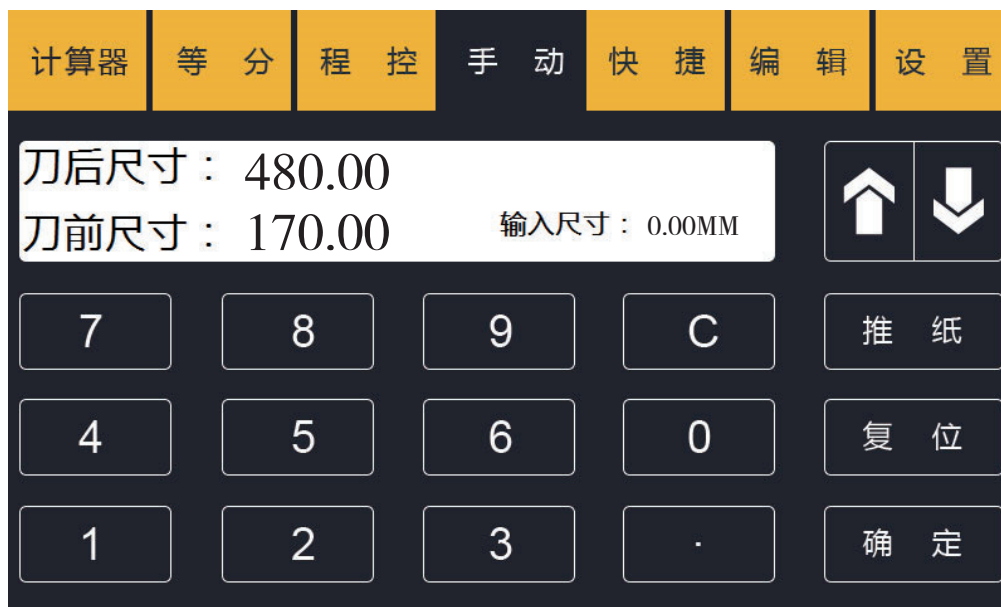 计算器 等 分 程 控 手 动 快 捷 编 辑 设 置
刀后尺寸： 480.00
刀前尺寸： 170.00 输入尺寸： 0.00MM
7 8 9 C 推 纸
4 5 6 0 复 位
1 2 3 . 确 定